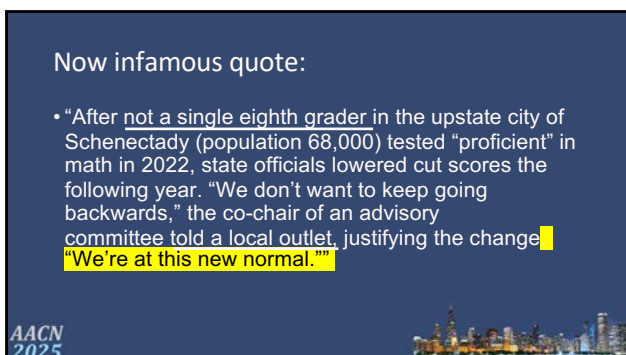 Now infamous quote:
• “After not a single eighth grader in the upstate city of
Schenectady (population 68,000) tested “proficient” in
math in 2022, state officials lowered cut scores the
following year. “We don’t want to keep going
backwards,” the co-chair of an advisory
committee told a local outlet, justifying the change.
“We’re at this new normal.””
AACN
2025